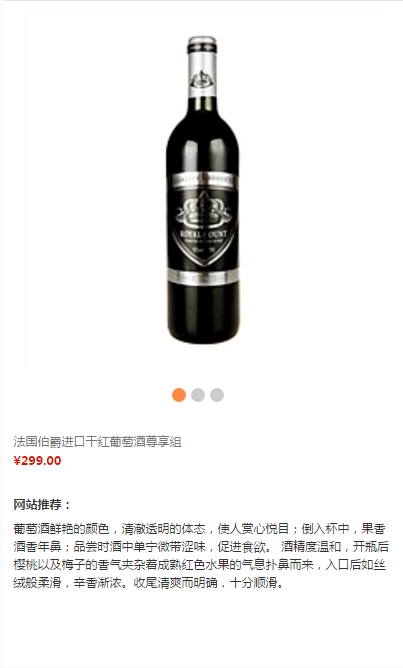 ROYAL COUNT
法国伯爵进口干红葡萄酒尊享组
¥299.00
网站推荐：
葡萄酒鲜艳的颜色，清澈透明的体态，使人赏心悦目；倒入杯中，果香
酒香年鼻；品尝时酒中单宁微带涩味，促进食欲。 酒精度温和，开瓶后
樱桃以及梅子的香气夹杂着成熟红色水果的气息扑鼻而来，入口后如丝
绒般柔滑，辛香渐浓。收尾清爽而明确，十分顺滑。